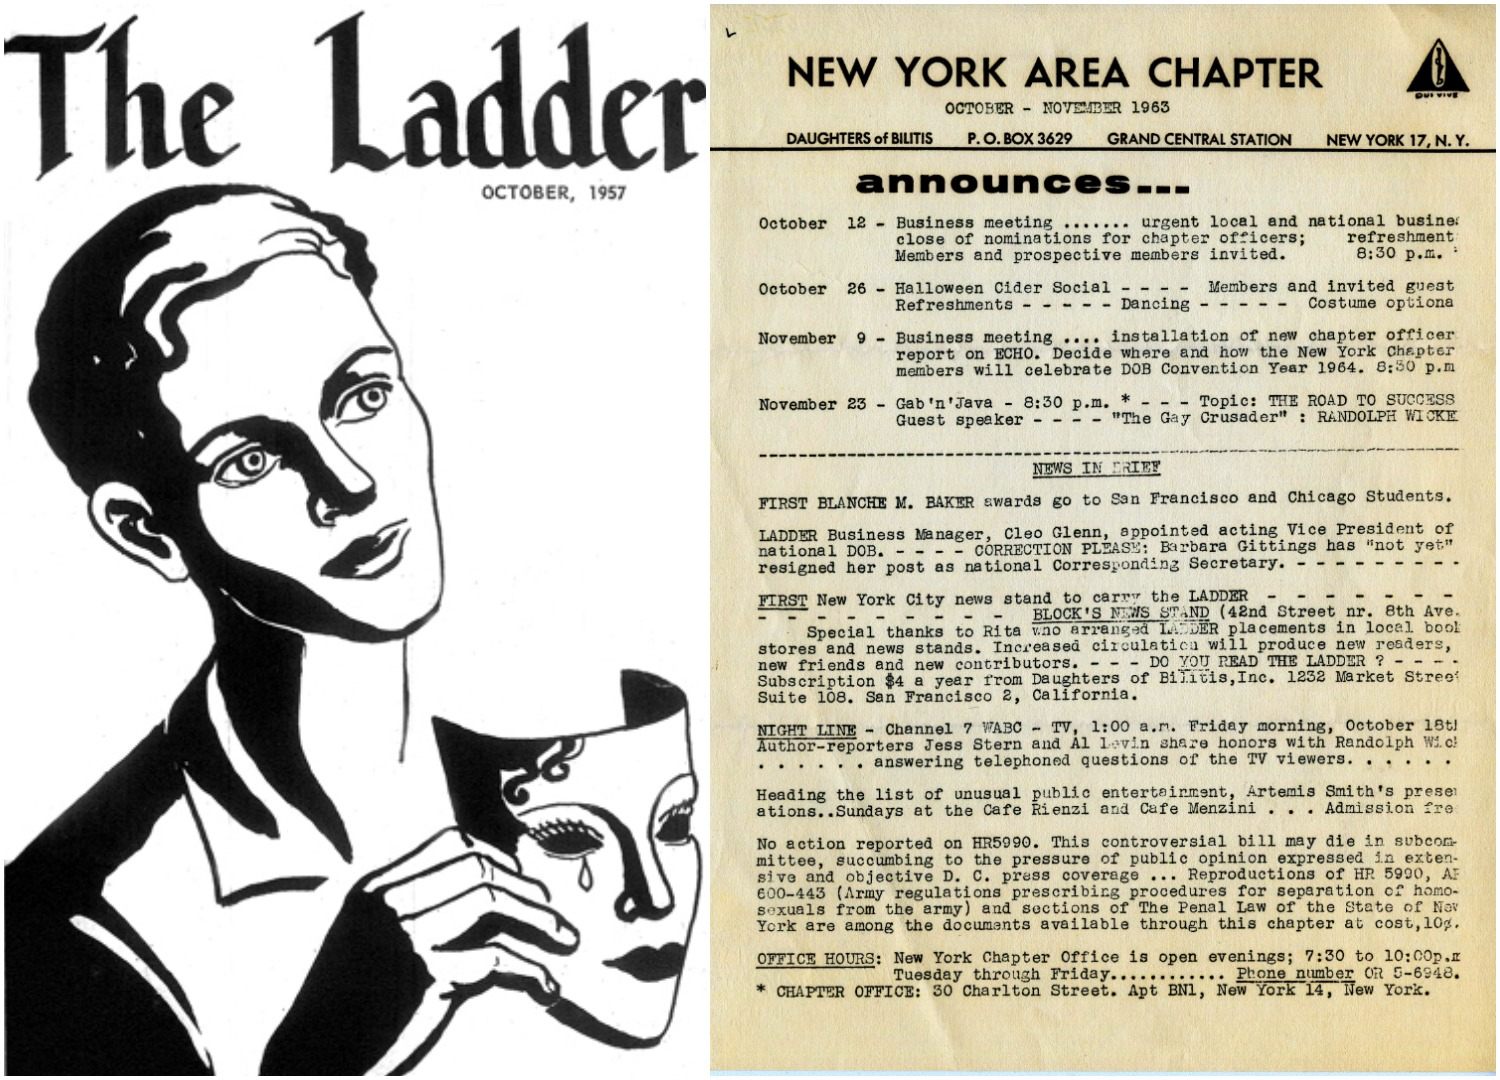 The Ladder
OCTOBER, 1957
NEW YORK AREA CHAPTER
OCTOBER - NOVEMBER 1963
QUI VIVE
DAUGHTERS of BILITIS P. O. BOX 3629 GRAND CENTRAL STATION NEW YORK 17, N. Y.
announces...
October 12 - Business meeting ....... urgent local and national busine
close of nominations for chapter officers; refreshment
Members and prospective members invited. 8:30 p.m.
October 26 - Halloween Cider Social - - - - Members and invited guest
Refreshments - - - - - Dancing - - - - - Costume optiona
November 9 - Business meeting .... installation of new chapter officer
report on ECHO. Decide where and how the New York Chapter
members will celebrate DOB Convention Year 1964. 8:30 p.m
November 23 - Gab'n'Java - 8:30 p.m. * - - - Topic: THE ROAD TO SUCCESS
Guest speaker - - - - "The Gay Crusader" : RANDOLPH WICKE
NEWS IN BRIEF
FIRST BLANCHE M. BAKER awards go to San Francisco and Chicago Students.
LADDER Business Manager, Cleo Glenn, appointed acting Vice President of
national DOB. - - - - CORRECTION PLEASE: Barbara Gittings has "not yet"
resigned her post as national Corresponding Secretary. - - - - - - - - -
FIRST New York City news stand to carry the LADDER - - - - - - -
- - - - - - - - - BLOCK'S NEWS STAND (42nd Street nr. 8th Ave.
Special thanks to Rita who arranged LADDER placements in local book
stores and news stands. Increased circulation will produce new readers,
new friends and new contributors. - - - DO YOU READ THE LADDER ? - - - -
Subscription $4 a year from Daughters of Bilitis,Inc. 1232 Market Street
Suite 108. San Francisco 2, California.
NIGHT LINE - Channel 7 WABC - TV, 1:00 a.m. Friday morning, October 18th
Author-reporters Jess Stern and Al Levin share honors with Randolph Wick
. . . . . . answering telephoned questions of the TV viewers. . . . . .
Heading the list of unusual public entertainment, Artemis Smith's presen
ations..Sundays at the Cafe Rienzi and Cafe Menzini . . . Admission fre
No action reported on HR5990. This controversial bill may die in subcom-
mittee, succumbing to the pressure of public opinion expressed in exten-
sive and objective D. C. press coverage ... Reproductions of HR 5990, AR
600-443 (Army regulations prescribing procedures for separation of homo-
sexuals from the army) and sections of The Penal Law of the State of New
York are among the documents available through this chapter at cost,10¢.
OFFICE HOURS: New York Chapter Office is open evenings; 7:30 to 10:00p.m
Tuesday through Friday............ Phone number OR 5-6948.
* CHAPTER OFFICE: 30 Charlton Street. Apt BN1, New York 14, New York.